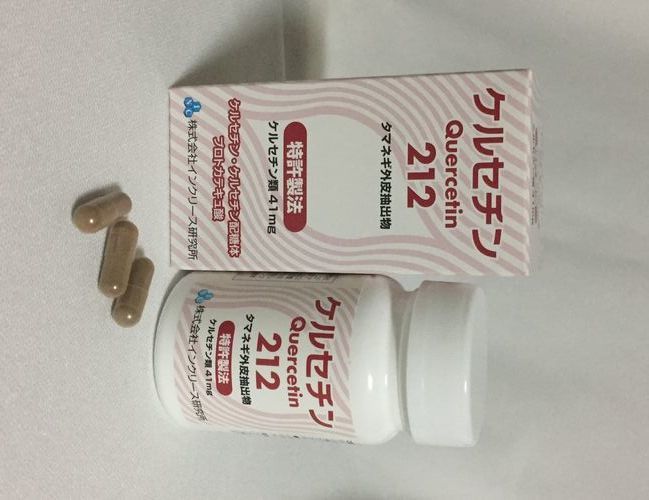 ケルセチン
Quercetin
212
タマネギ外皮抽出物
特許製法
ケルセチン類 41mg
ケルセチン・ケルセチン配糖体
プロトカテキュ酸
株式会社インクリース研究所
ケルセチン
Quercetin
212
タマネギ外皮抽出物
特許製法
ケルセチン類 41mg
株式会社インクリース研究所